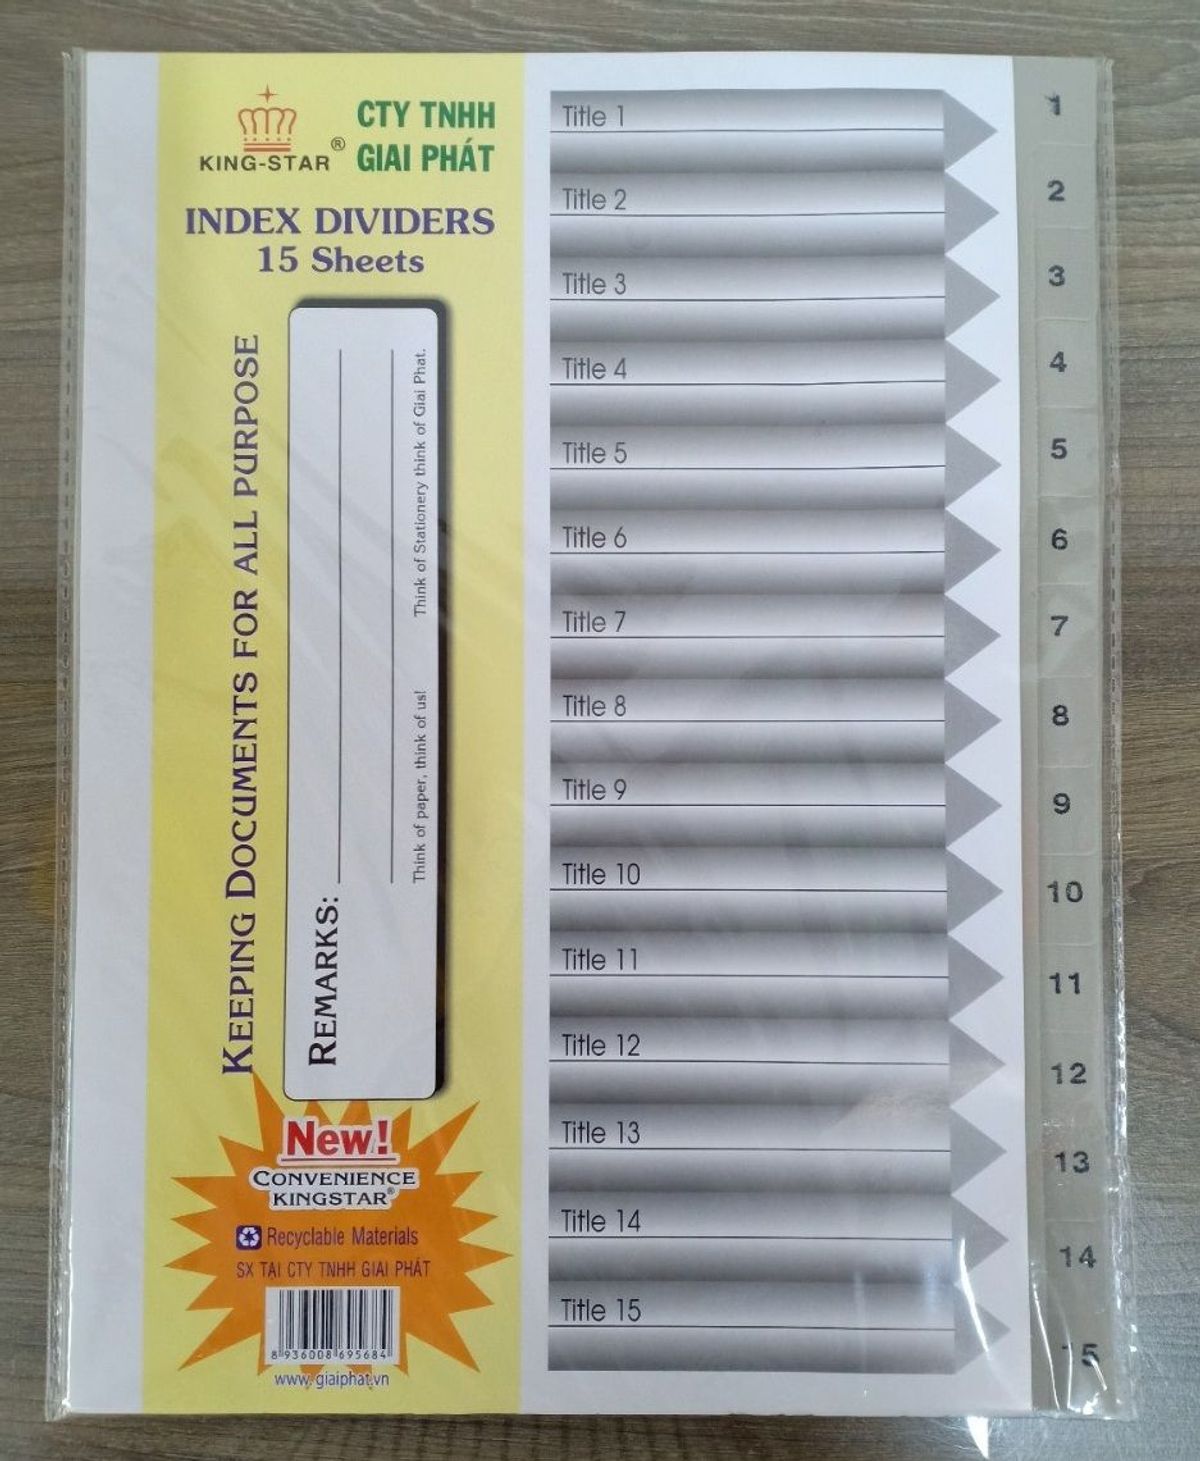 KING-STAR®
CTY TNHH
GIAI PHÁT
INDEX DIVIDERS
15 Sheets
KEEPING DOCUMENTS FOR ALL PURPOSE
REMARKS:
Think of paper, think of us! Think of Stationery think of Giai Phat.
New!
CONVENIENCE
KINGSTAR®
Recyclable Materials
SX TẠI CTY TNHH GIAI PHÁT
8 936008 695684
www.giaiphat.vn
Title 1
Title 2
Title 3
Title 4
Title 5
Title 6
Title 7
Title 8
Title 9
Title 10
Title 11
Title 12
Title 13
Title 14
Title 15
1
2
3
4
5
6
7
8
9
10
11
12
13
14
15